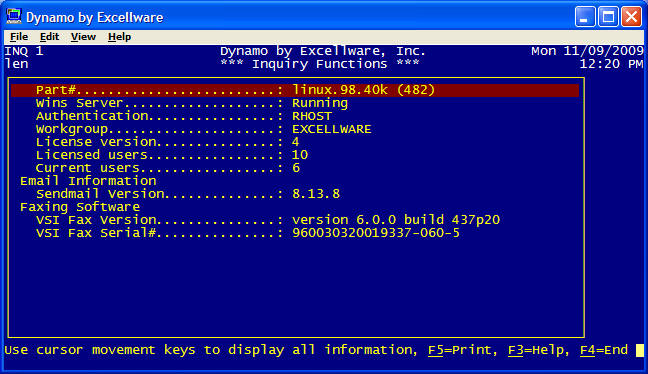 Dynamo by Excellware
File Edit View Help
INQ 1 Dynamo by Excellware, Inc. Mon 11/09/2009
len *** Inquiry Functions *** 12:20 PM
Part#.........................: linux.98.40k (482)
Wins Server...................: Running
Authentication................: RHOST
Workgroup.....................: EXCELLWARE
License version...............: 4
Licensed users................: 10
Current users.................: 6
Email Information
Sendmail Version..............: 8.13.8
Faxing Software
VSI Fax Version...............: version 6.0.0 build 437p20
VSI Fax Serial#...............: 960030320019337-060-5
Use cursor movement keys to display all information, F5=Print, F3=Help, F4=End